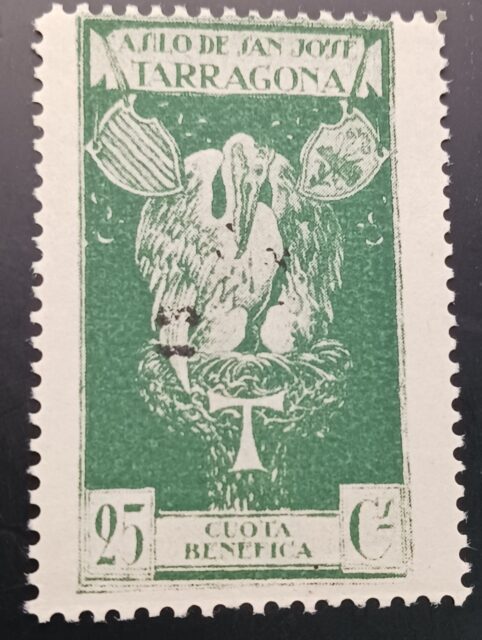 ASILO DE SAN JOSE
TARRAGONA
T
25
CUOTA
BENEFICA
Cs